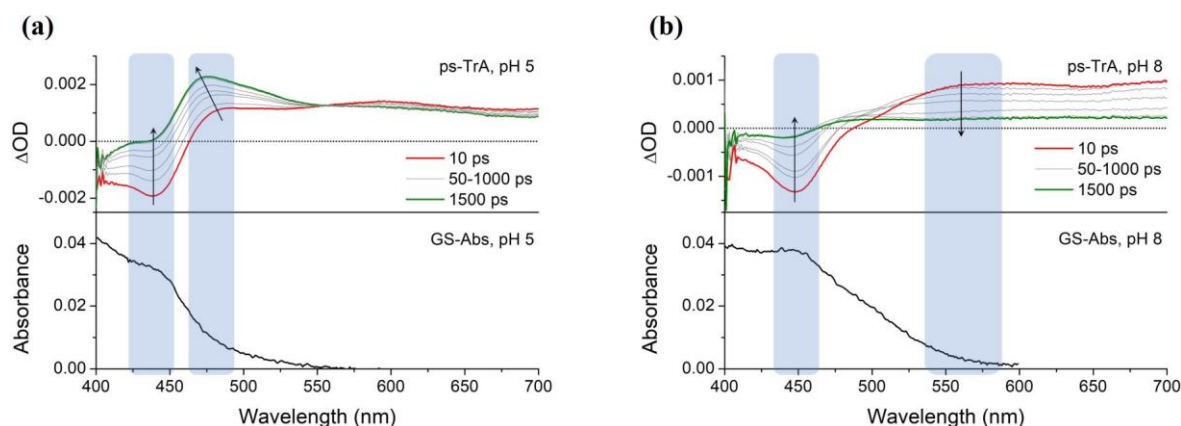 (a)
ps-TrA, pH 5
0.002
0.000
-0.002
ΔOD
10 ps
50-1000 ps
1500 ps
GS-Abs, pH 5
0.04
0.02
0.00
Absorbance
400 450 500 550 600 650 700
Wavelength (nm)
(b)
ps-TrA, pH 8
0.001
0.000
-0.001
ΔOD
10 ps
50-1000 ps
1500 ps
GS-Abs, pH 8
0.04
0.02
0.00
Absorbance
400 450 500 550 600 650 700
Wavelength (nm)